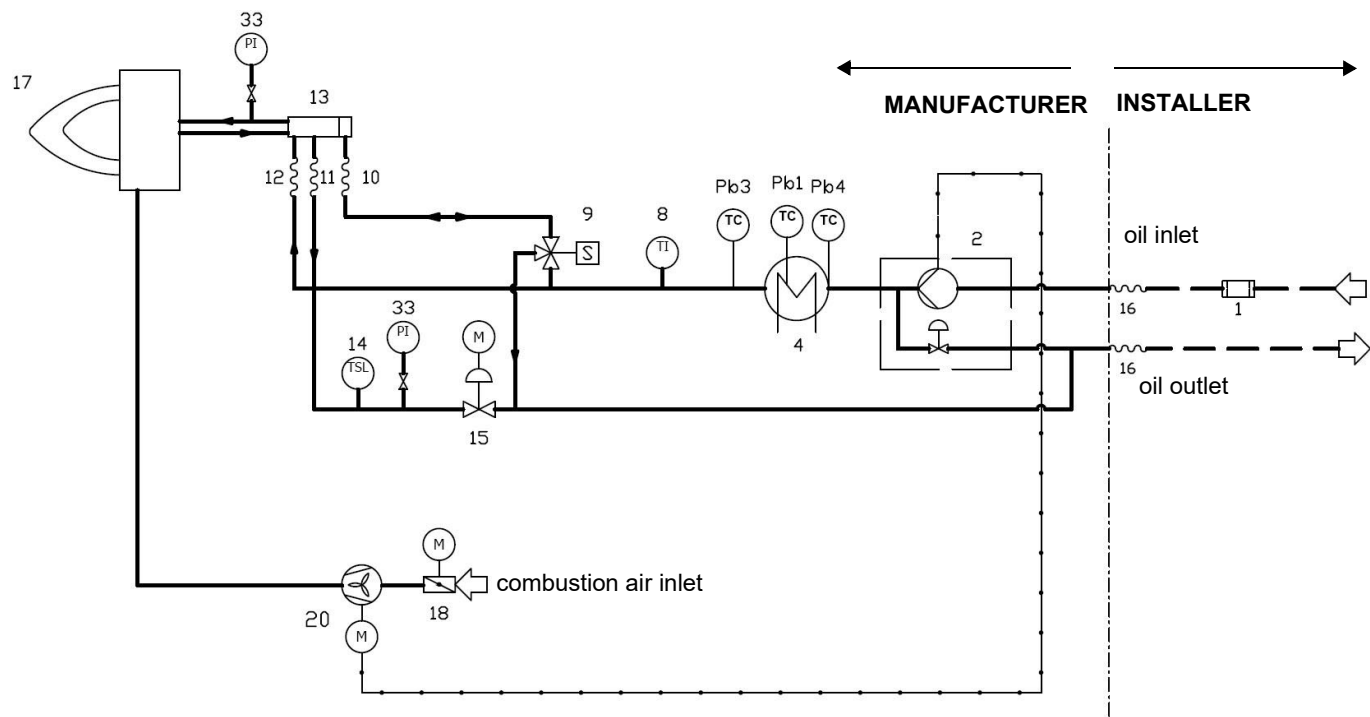 33
PI
17
13
MANUFACTURER
INSTALLER
12
11
10
Pb3
Pb1
Pb4
TC
TC
TC
9
S
8
TI
2
oil inlet
16
1
4
33
PI
M
14
TSL
15
16
oil outlet
M
combustion air inlet
18
20
M